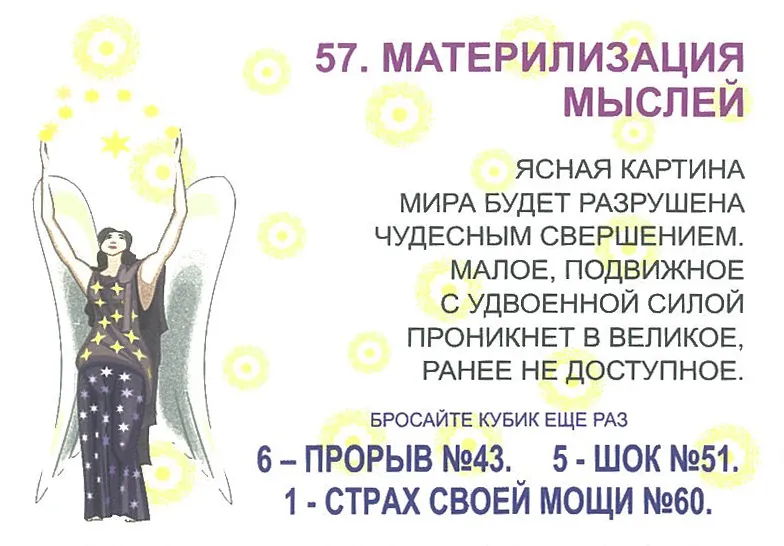 57. МАТЕРИЛИЗАЦИЯ
МЫСЛЕЙ
ЯСНАЯ КАРТИНА
МИРА БУДЕТ РАЗРУШЕНА
ЧУДЕСНЫМ СВЕРШЕНИЕМ.
МАЛОЕ, ПОДВИЖНОЕ
С УДВОЕННОЙ СИЛОЙ
ПРОНИКНЕТ В ВЕЛИКОЕ,
РАНЕЕ НЕ ДОСТУПНОЕ.
БРОСАЙТЕ КУБИК ЕЩЕ РАЗ
6 – ПРОРЫВ №43. 5 - ШОК №51.
1 - СТРАХ СВОЕЙ МОЩИ №60.